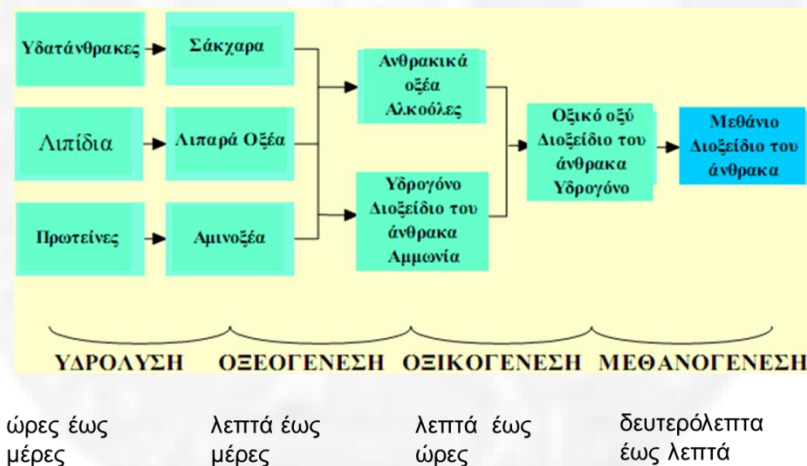 Υδατάνθρακες
Σάκχαρα
Λιπίδια
Λιπαρά Οξέα
Πρωτείνες
Αμινοξέα
Ανθρακικά
οξέα
Αλκοόλες
Υδρογόνο
Διοξείδιο του
άνθρακα
Αμμωνία
Οξικό οξύ
Διοξείδιο του
άνθρακα
Υδρογόνο
Μεθάνιο
Διοξείδιο του
άνθρακα
ΥΔΡΟΛΥΣΗ
ΟΞΕΟΓΕΝΕΣΗ
ΟΞΙΚΟΓΕΝΕΣΗ
ΜΕΘΑΝΟΓΕΝΕΣΗ
ώρες έως
μέρες
λεπτά έως
μέρες
λεπτά έως
ώρες
δευτερόλεπτα
έως λεπτά